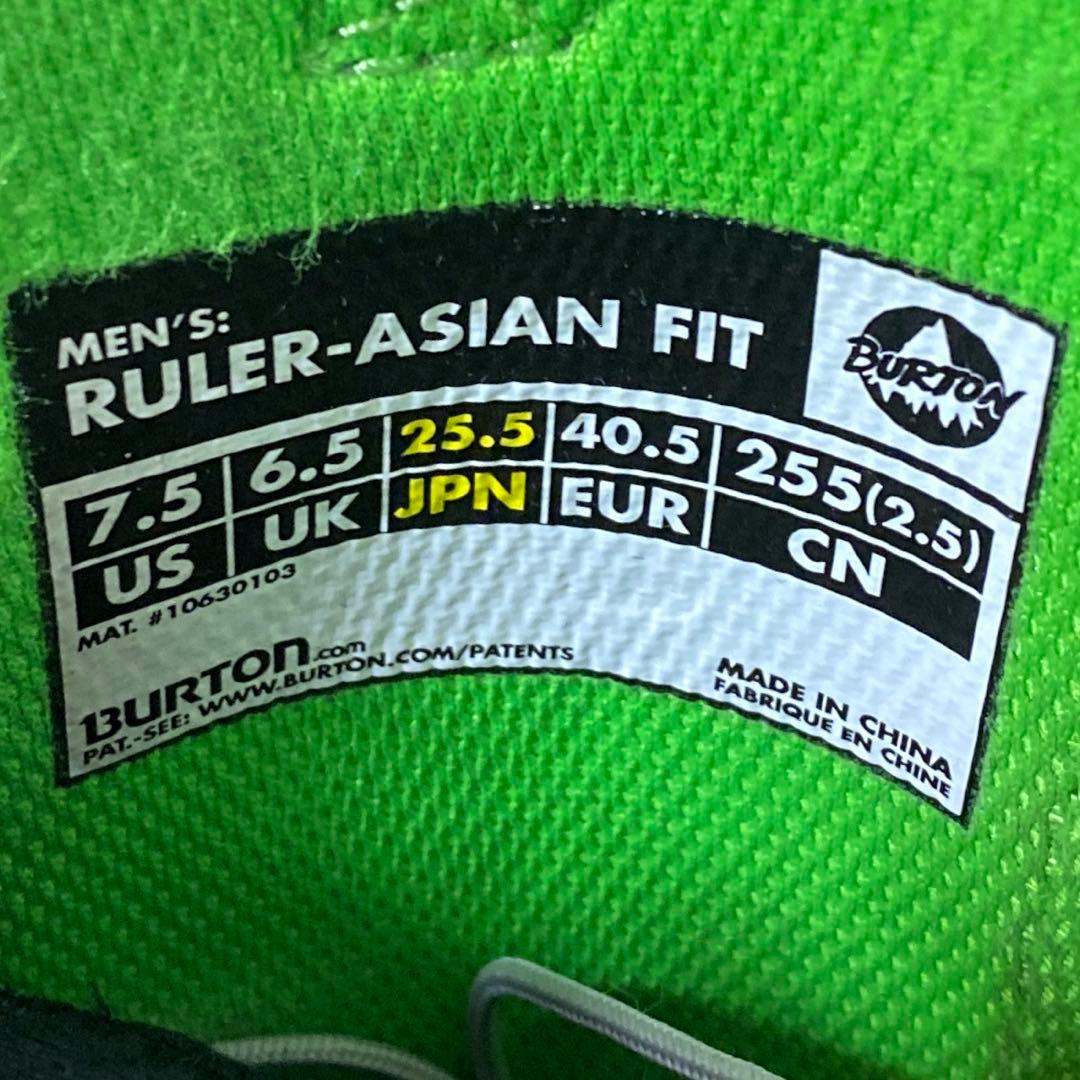 MEN'S:
RULER-ASIAN FIT
BURTON
7.5 6.5 25.5 40.5 255(2.5)
US UK JPN EUR CN
MAT. #10630103
BURTON.com
PAT.-SEE: WWW.BURTON.COM/PATENTS
MADE IN CHINA
FABRIQUE EN CHINE